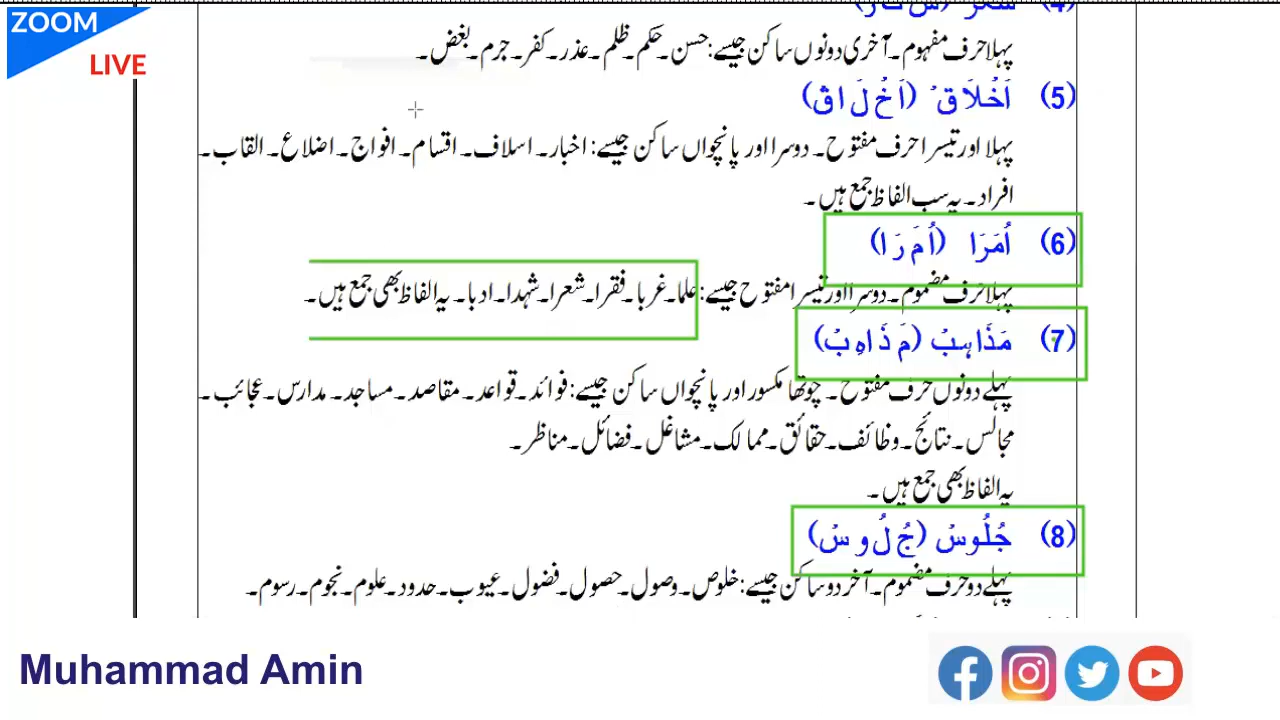 ZOOM
LIVE
پہلا حرف مفہوم۔ آخری دونوں ساکن جیسے: حسن۔ حکم۔ ظلم۔ عذر۔ کفر۔ جرم۔ بغض۔
(5) اَخْلَاقْ (اَ خْ لَ ا قْ)
پہلا اور تیسرا حرف مفتوح۔ دوسرا اور پانچواں ساکن جیسے: اخبار۔ اسلاف۔ اقسام۔ افواج۔ اضلاع۔ القاب۔
افراد۔ یہ سب الفاظ جمع ہیں۔
(6) اُمَرَا (اُ مَ رَ ا)
پہلا حرف مضموم۔ دوسرا اور تیسرا مفتوح جیسے: علما۔ غربا۔ فقرا۔ شعرا۔ شہدا۔ ادبا۔ یہ الفاظ بھی جمع ہیں۔
(7) مَذَاہِبْ (مَ ذَ ا ہِ بْ)
پہلے دونوں حرف مفتوح۔ چوتھا مکسور اور پانچواں ساکن جیسے: فوائد۔ قواعد۔ مقاصد۔ مساجد۔ مدارس۔ عجائب۔
مجالس۔ نتائج۔ وظائف۔ حقائق۔ ممالک۔ مشاغل۔ فضائل۔ مناظر۔
یہ الفاظ بھی جمع ہیں۔
(8) جُلُوسْ (جُ لُ و سْ)
پہلے دو حرف مضموم۔ آخر دو ساکن جیسے: خلوص۔ وصول۔ حصول۔ فضول۔ عیوب۔ حدود۔ علوم۔ نجوم۔ رسوم۔
Muhammad Amin